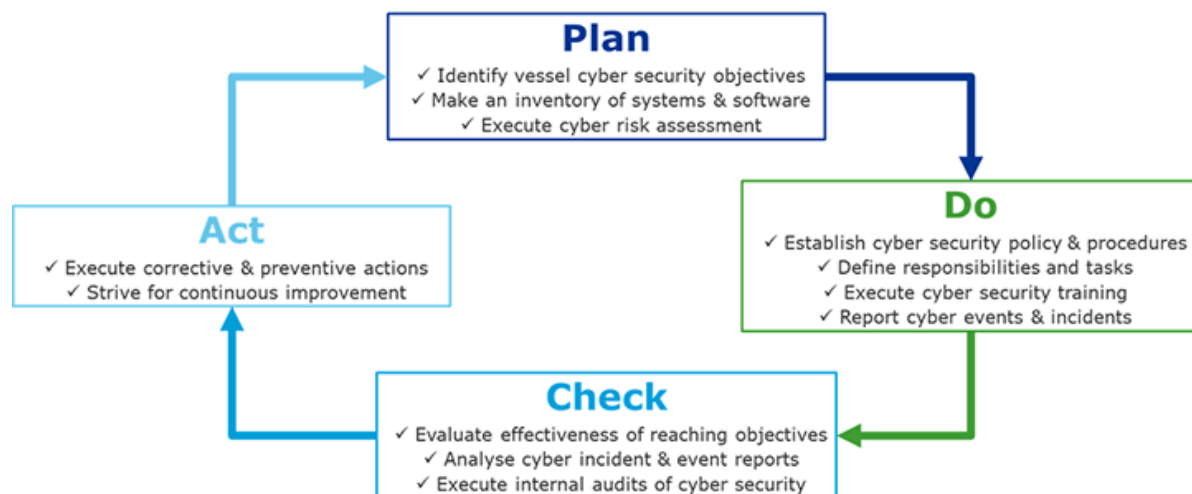 Plan
✓ Identify vessel cyber security objectives
✓ Make an inventory of systems & software
✓ Execute cyber risk assessment
Do
✓ Establish cyber security policy & procedures
✓ Define responsibilities and tasks
✓ Execute cyber security training
✓ Report cyber events & incidents
Check
✓ Evaluate effectiveness of reaching objectives
✓ Analyse cyber incident & event reports
✓ Execute internal audits of cyber security
Act
✓ Execute corrective & preventive actions
✓ Strive for continuous improvement